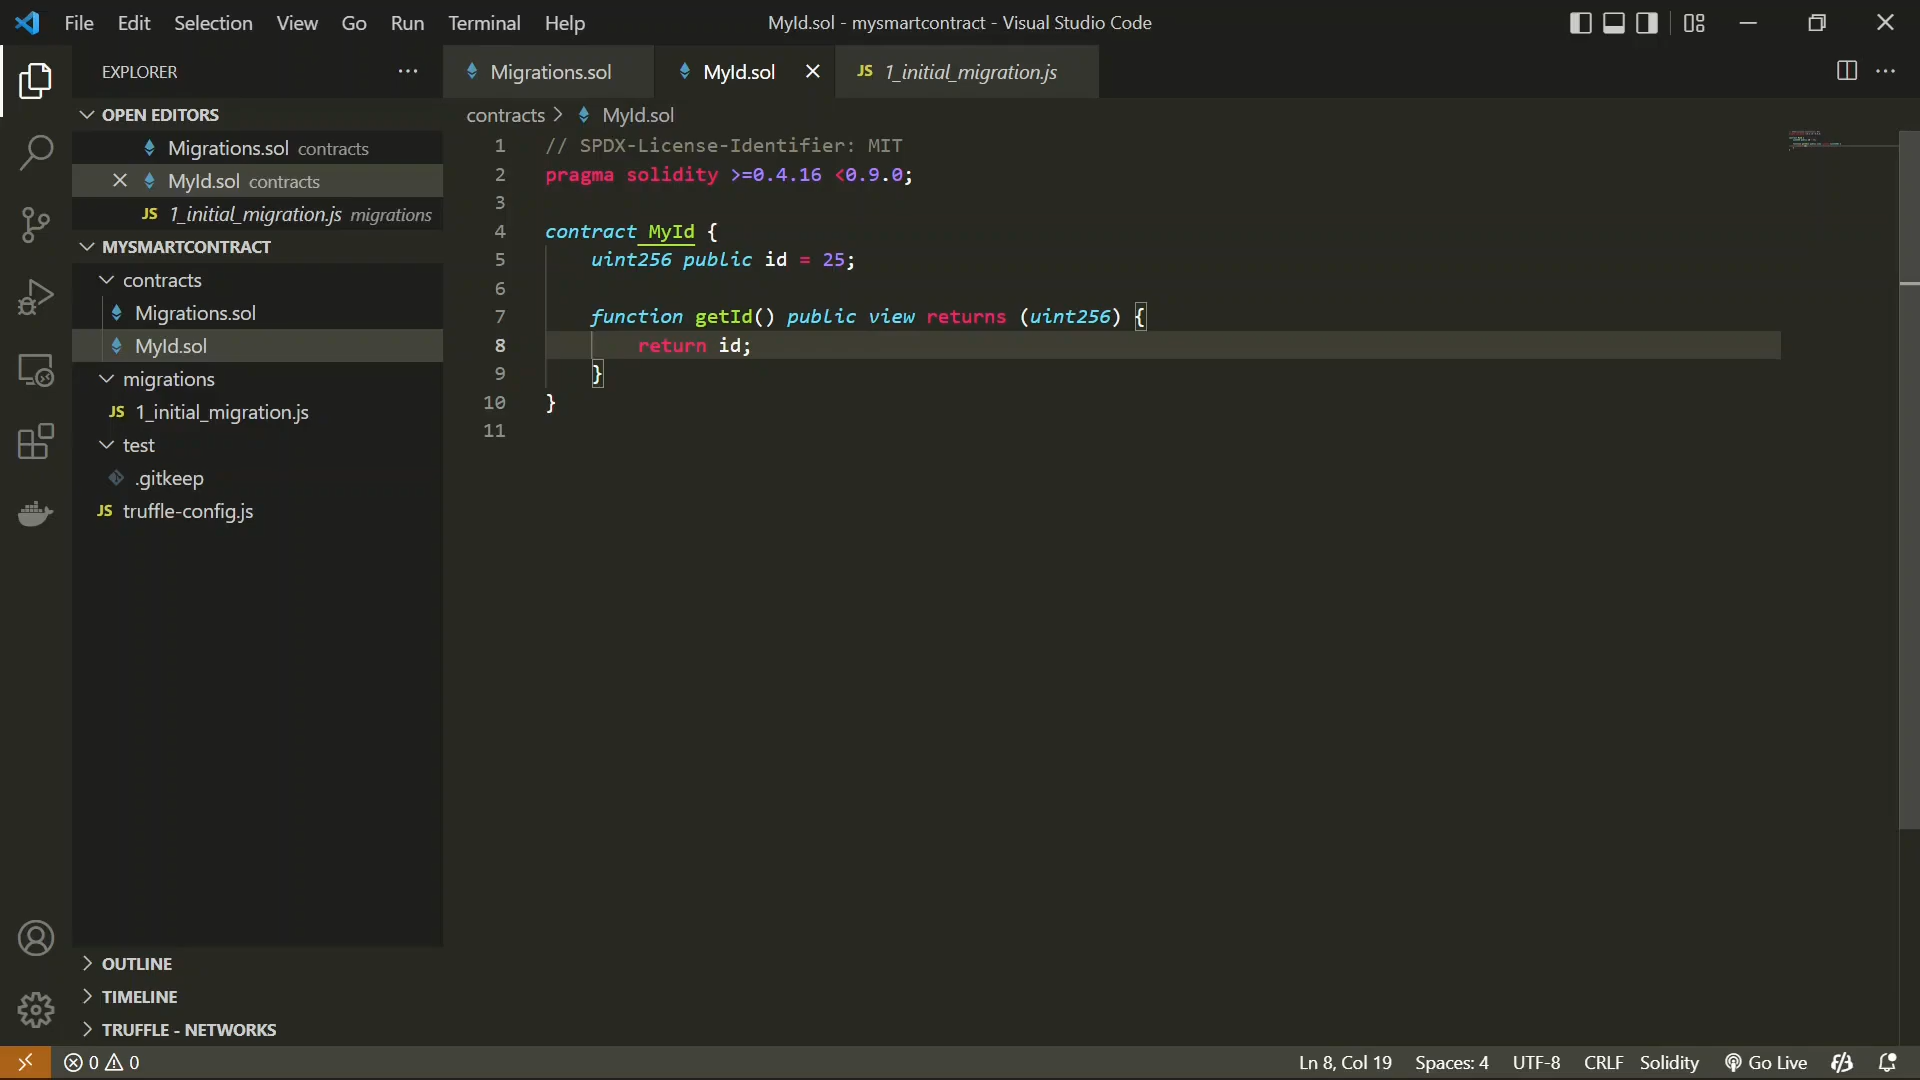 File Edit Selection View Go Run Terminal Help
MyId.sol - mysmartcontract - Visual Studio Code
EXPLORER
OPEN EDITORS
Migrations.sol contracts
MyId.sol contracts
JS 1_initial_migration.js migrations
MYSMARTCONTRACT
contracts
Migrations.sol
MyId.sol
migrations
JS 1_initial_migration.js
test
.gitkeep
JS truffle-config.js
OUTLINE
TIMELINE
TRUFFLE - NETWORKS
Migrations.sol
MyId.sol
JS 1_initial_migration.js
contracts > MyId.sol
1 // SPDX-License-Identifier: MIT
2 pragma solidity >=0.4.16 <0.9.0;
3
4 contract MyId {
5 uint256 public id = 25;
6
7 function getId() public view returns (uint256) {
8 return id;
9 }
10 }
11
0 0
Ln 8, Col 19 Spaces: 4 UTF-8 CRLF Solidity Go Live